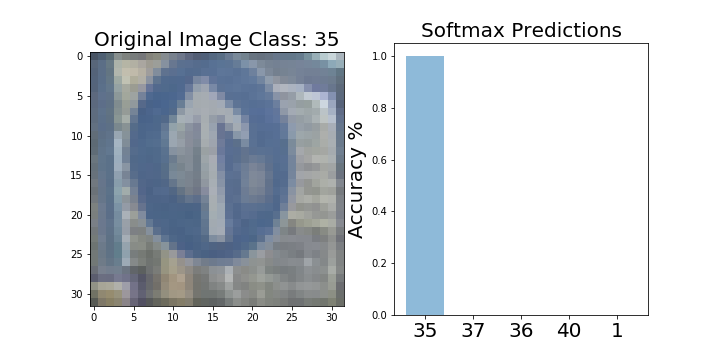 Original Image Class: 35
0
5
10
15
20
25
30
0 5 10 15 20 25 30
Softmax Predictions
Accuracy %
1.0
0.8
0.6
0.4
0.2
0.0
35 37 36 40 1